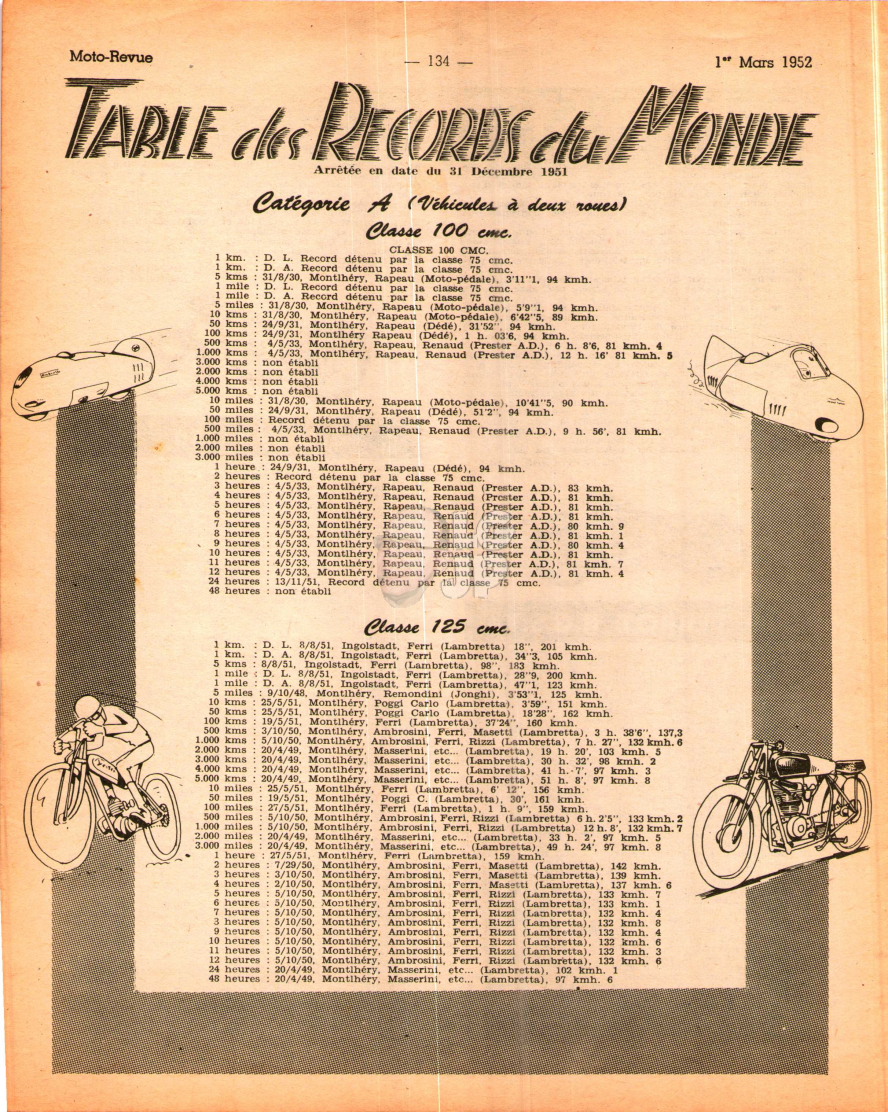 Moto-Revue
— 134 —
1er Mars 1952
TABLE des RECORDS du MONDE
Arrêtée en date du 31 Décembre 1951
Catégorie A (Véhicules à deux roues)
Classe 100 cmc.
CLASSE 100 CMC.
1 km. : D. L. Record détenu par la classe 75 cmc.
1 km. : D. A. Record détenu par la classe 75 cmc.
5 kms : 31/8/30, Montlhéry, Rapeau (Moto-pédale), 3'11''1, 94 kmh.
1 mile : D. L. Record détenu par la classe 75 cmc.
1 mile : D. A. Record détenu par la classe 75 cmc.
5 miles : 31/8/30, Montlhéry, Rapeau (Moto-pédale), 5'9''1, 94 kmh.
10 kms : 31/8/30, Montlhéry, Rapeau (Moto-pédale), 6'42''5, 89 kmh.
50 kms : 24/9/31, Montlhéry, Rapeau (Dédé), 31'52'', 94 kmh.
100 kms : 24/9/31, Montlhéry Rapeau (Dédé), 1 h. 03'6, 94 kmh.
500 kms : 4/5/33, Montlhéry, Rapeau, Renaud (Prester A.D.), 6 h. 8'6, 81 kmh. 4
1.000 kms : 4/5/33, Montlhéry, Rapeau, Renaud (Prester A.D.), 12 h. 16' 81 kmh. 5
3.000 kms : non établi
2.000 kms : non établi
4.000 kms : non établi
5.000 kms : non établi
10 miles : 31/8/30, Montlhéry, Rapeau (Moto-pédale), 10'41''5, 90 kmh.
50 miles : 24/9/31, Montlhéry, Rapeau (Dédé), 51'2'', 94 kmh.
100 miles : Record détenu par la classe 75 cmc.
500 miles : 4/5/33, Montlhéry, Rapeau, Renaud (Prester A.D.), 9 h. 56', 81 kmh.
1.000 miles : non établi
2.000 miles : non établi
3.000 miles : non établi
1 heure : 24/9/31, Montlhéry, Rapeau (Dédé), 94 kmh.
2 heures : Record détenu par la classe 75 cmc.
3 heures : 4/5/33, Montlhéry, Rapeau, Renaud (Prester A.D.), 83 kmh.
4 heures : 4/5/33, Montlhéry, Rapeau, Renaud (Prester A.D.), 81 kmh.
5 heures : 4/5/33, Montlhéry, Rapeau, Renaud (Prester A.D.), 81 kmh.
6 heures : 4/5/33, Montlhéry, Rapeau, Renaud (Prester A.D.), 81 kmh.
7 heures : 4/5/33, Montlhéry, Rapeau, Renaud (Prester A.D.), 80 kmh. 9
8 heures : 4/5/33, Montlhéry, Rapeau, Renaud (Prester A.D.), 81 kmh. 1
9 heures : 4/5/33, Montlhéry, Rapeau, Renaud (Prester A.D.), 80 kmh. 4
10 heures : 4/5/33, Montlhéry, Rapeau, Renaud (Prester A.D.), 81 kmh.
11 heures : 4/5/33, Montlhéry, Rapeau, Renaud (Prester A.D.), 81 kmh. 7
12 heures : 4/5/33, Montlhéry, Rapeau, Renaud (Prester A.D.), 81 kmh. 4
24 heures : 13/11/51, Record détenu par la classe 75 cmc.
48 heures : non établi
Classe 125 cmc.
1 km. : D. L. 8/8/51, Ingolstadt, Ferri (Lambretta) 18'', 201 kmh.
1 km. : D. A. 8/8/51, Ingolstadt, Ferri (Lambretta), 34''3, 105 kmh.
5 kms : 8/8/51, Ingolstadt, Ferri (Lambretta), 98'', 183 kmh.
1 mile : D. L. 8/8/51, Ingolstadt, Ferri (Lambretta), 28''9, 200 kmh.
1 mile : D. A. 8/8/51, Ingolstadt, Ferri (Lambretta), 47''1, 123 kmh.
5 miles : 9/10/48, Montlhéry, Remondini (Jonghi), 3'53''1, 125 kmh.
10 kms : 25/5/51, Montlhéry, Poggi Carlo (Lambretta), 3'59'', 151 kmh.
50 kms : 25/5/51, Montlhéry, Poggi Carlo (Lambretta), 18'28'', 162 kmh.
100 kms : 19/5/51, Montlhéry, Ferri (Lambretta), 37'24'', 160 kmh.
500 kms : 3/10/50, Montlhéry, Ambrosini, Ferri, Masetti (Lambretta), 3 h. 38'6'', 137,3
1.000 kms : 5/10/50, Montlhéry, Ambrosini, Ferri, Rizzi (Lambretta), 7 h. 27'', 132 kmh. 6
2.000 kms : 20/4/49, Montlhéry, Masserini, etc... (Lambretta), 19 h. 20', 103 kmh. 5
3.000 kms : 20/4/49, Montlhéry, Masserini, etc... (Lambretta), 30 h. 32', 98 kmh. 2
4.000 kms : 20/4/49, Montlhéry, Masserini, etc... (Lambretta), 41 h. 7', 97 kmh. 3
5.000 kms : 20/4/49, Montlhéry, Masserini, etc... (Lambretta), 51 h. 8', 97 kmh. 8
10 miles : 25/5/51, Montlhéry, Ferri (Lambretta), 6' 12'', 156 kmh.
50 miles : 19/5/51, Montlhéry, Poggi C. (Lambretta), 30', 161 kmh.
100 miles : 27/5/51, Montlhéry, Ferri (Lambretta), 1 h. 9'', 159 kmh.
500 miles : 5/10/50, Montlhéry, Ambrosini, Ferri, Rizzi (Lambretta) 6 h. 2'5'', 133 kmh. 2
1.000 miles : 5/10/50, Montlhéry, Ambrosini, Ferri, Rizzi (Lambretta) 12 h. 8', 132 kmh. 7
2.000 miles : 20/4/49, Montlhéry, Masserini, etc... (Lambretta), 33 h. 2', 97 kmh. 5
3.000 miles : 20/4/49, Montlhéry, Masserini, etc... (Lambretta), 49 h. 24', 97 kmh. 8
1 heure : 27/5/51, Montlhéry, Ferri (Lambretta), 159 kmh.
2 heures : 7/29/50, Montlhéry, Ambrosini, Ferri, Masetti (Lambretta), 142 kmh.
3 heures : 3/10/50, Montlhéry, Ambrosini, Ferri, Masetti (Lambretta), 139 kmh.
4 heures : 2/10/50, Montlhéry, Ambrosini, Ferri, Masetti (Lambretta), 137 kmh. 6
5 heures : 5/10/50, Montlhéry, Ambrosini, Ferri, Rizzi (Lambretta), 133 kmh. 7
6 heures : 5/10/50, Montlhéry, Ambrosini, Ferri, Rizzi (Lambretta), 133 kmh. 1
7 heures : 5/10/50, Montlhéry, Ambrosini, Ferri, Rizzi (Lambretta), 132 kmh. 4
3 heures : 5/10/50, Montlhéry, Ambrosini, Ferri, Rizzi (Lambretta), 132 kmh. 8
9 heures : 5/10/50, Montlhéry, Ambrosini, Ferri, Rizzi (Lambretta), 132 kmh. 4
10 heures : 5/10/50, Montlhéry, Ambrosini, Ferri, Rizzi (Lambretta), 132 kmh. 6
11 heures : 5/10/50, Montlhéry, Ambrosini, Ferri, Rizzi (Lambretta), 132 kmh. 3
12 heures : 5/10/50, Montlhéry, Ambrosini, Ferri, Rizzi (Lambretta), 132 kmh. 6
24 heures : 20/4/49, Montlhéry, Masserini, etc... (Lambretta), 102 kmh. 1
48 heures : 20/4/49, Montlhéry, Masserini, etc... (Lambretta), 97 kmh. 6